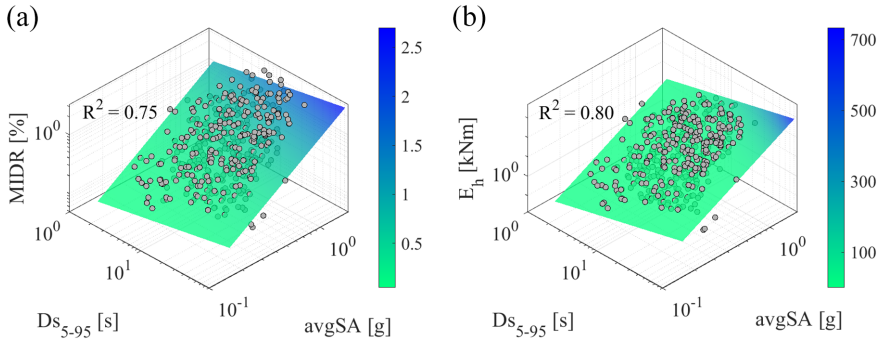 (a)
MIDR [%]
10⁰
R² = 0.75
10⁰
10¹
10⁻¹
10⁰
Ds₅₋₉₅ [s]
avgSA [g]
2.5
2
1.5
1
0.5
(b)
E_h [kNm]
10⁰
R² = 0.80
10⁰
10¹
10⁻¹
10⁰
Ds₅₋₉₅ [s]
avgSA [g]
700
500
300
100